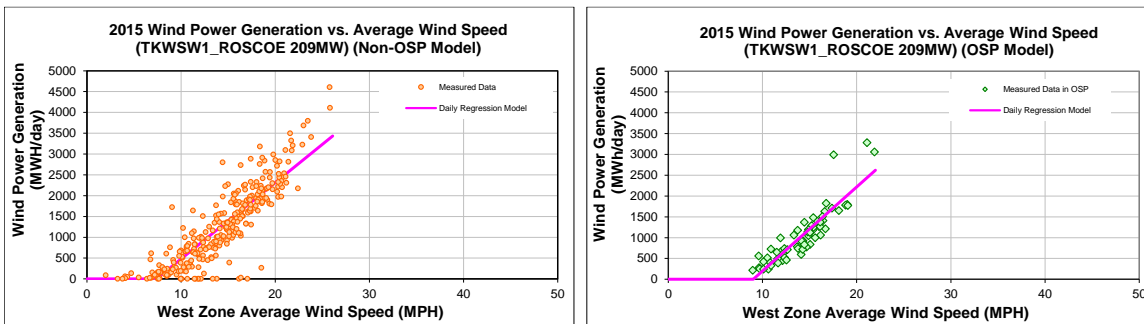 2015 Wind Power Generation vs. Average Wind Speed
(TKWSW1_ROSCOE 209MW) (Non-OSP Model)
Wind Power Generation
(MWH/day)
5000
4500
4000
3500
3000
2500
2000
1500
1000
500
0
Measured Data
Daily Regression Model
0 10 20 30 40 50
West Zone Average Wind Speed (MPH)
2015 Wind Power Generation vs. Average Wind Speed
(TKWSW1_ROSCOE 209MW) (OSP Model)
Wind Power Generation
(MWh/day)
5000
4500
4000
3500
3000
2500
2000
1500
1000
500
0
Measured Data in OSP
Daily Regression Model
0 10 20 30 40 50
West Zone Average Wind Speed (MPH)